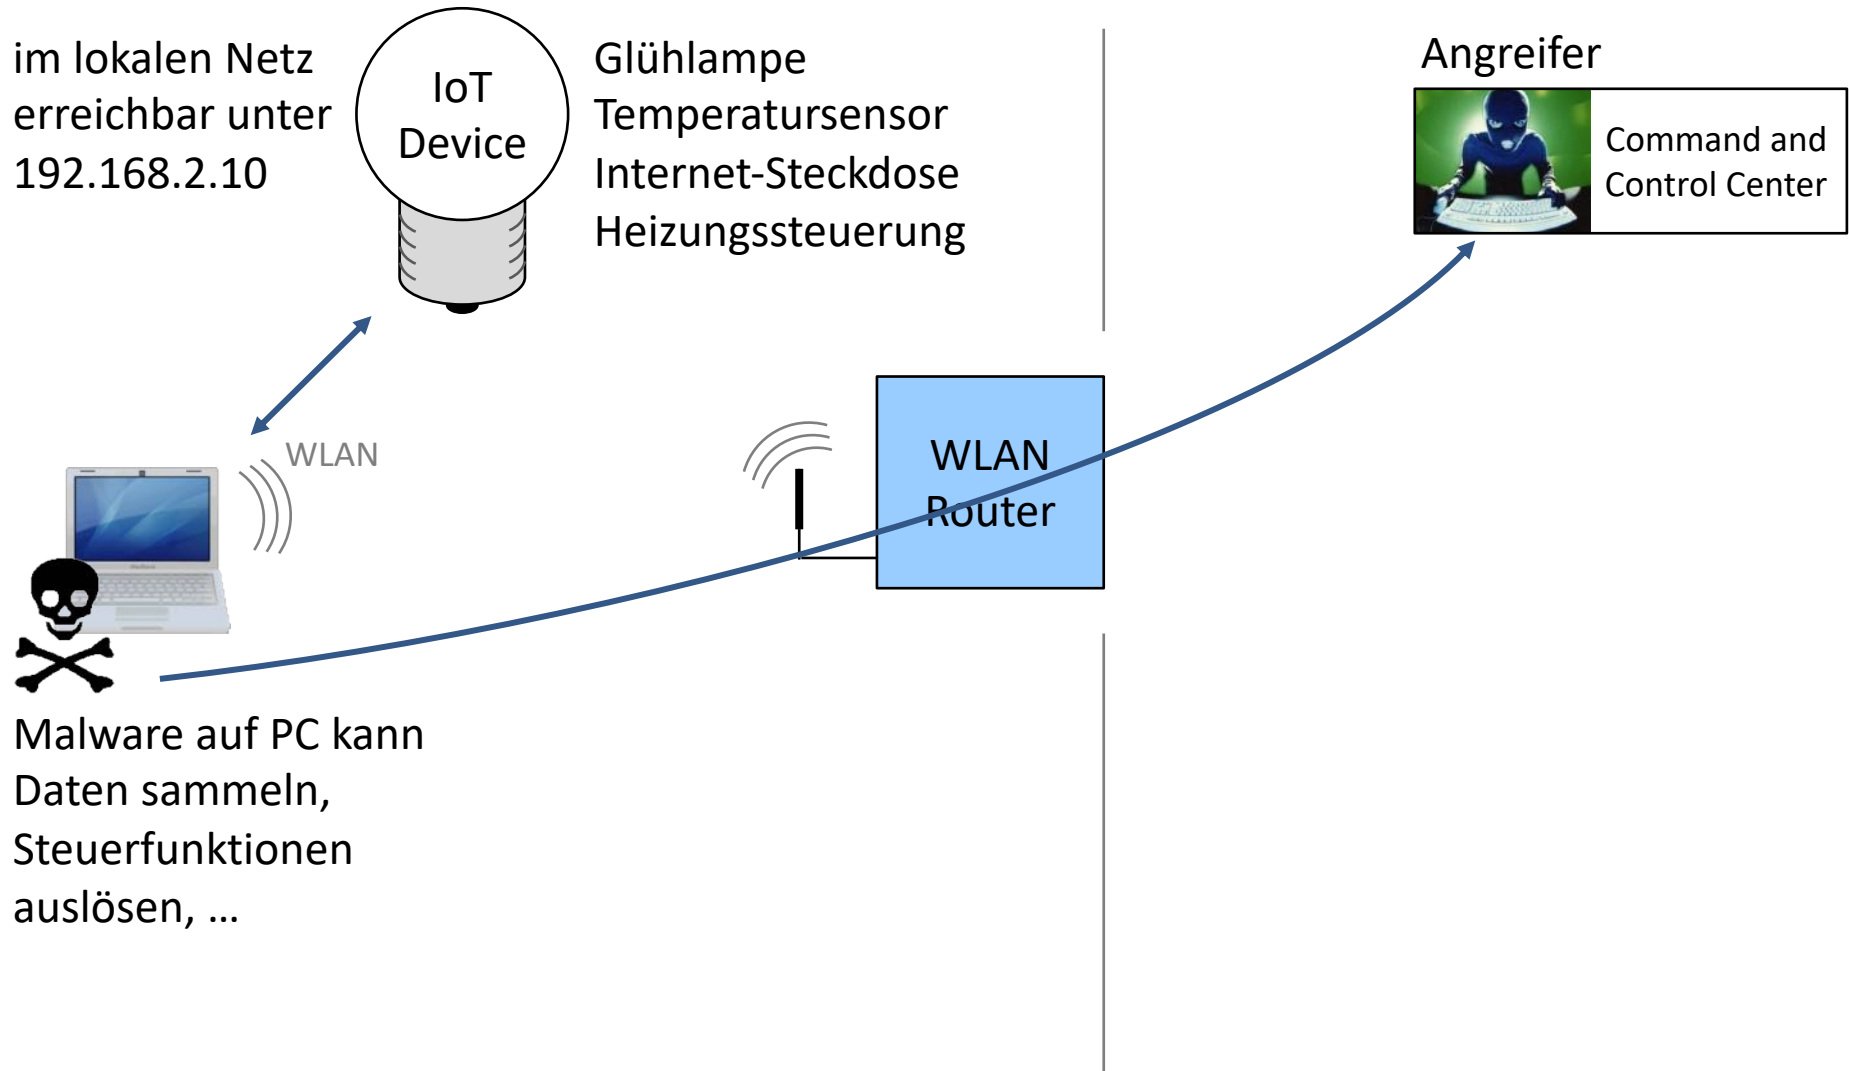 im lokalen Netz
erreichbar unter
192.168.2.10
IoT
Device
Glühlampe
Temperatursensor
Internet-Steckdose
Heizungssteuerung
Angreifer
Command and
Control Center
WLAN
WLAN
Router
Malware auf PC kann
Daten sammeln,
Steuerfunktionen
auslösen, …